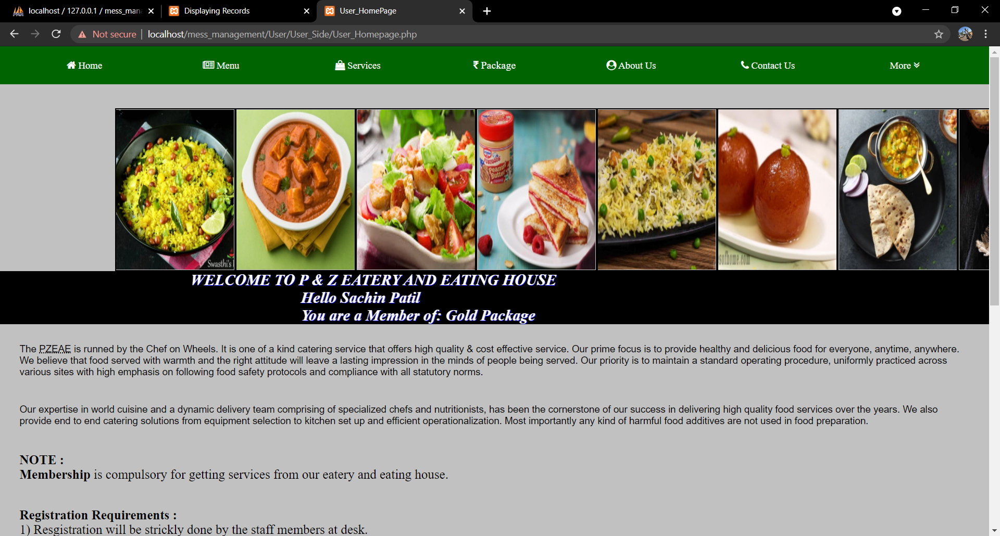 localhost / 127.0.0.1 / mess_man
Displaying Records
User_HomePage
Not secure
localhost/mess_management/User/User_Side/User_Homepage.php
Home
Menu
Services
₹ Package
About Us
Contact Us
More
Swasthi's
Peanut
Butter
sofhome.com
WELCOME TO P & Z EATERY AND EATING HOUSE
Hello Sachin Patil
You are a Member of: Gold Package
The PZEAE is runned by the Chef on Wheels. It is one of a kind catering service that offers high quality & cost effective service. Our prime focus is to provide healthy and delicious food for everyone, anytime, anywhere.
We believe that food served with warmth and the right attitude will leave a lasting impression in the minds of people being served. Our priority is to maintain a standard operating procedure, uniformly practiced across
various sites with high emphasis on following food safety protocols and compliance with all statutory norms.
Our expertise in world cuisine and a dynamic delivery team comprising of specialized chefs and nutritionists, has been the cornerstone of our success in delivering high quality food services over the years. We also
provide end to end catering solutions from equipment selection to kitchen set up and efficient operationalization. Most importantly any kind of harmful food additives are not used in food preparation.
NOTE :
Membership is compulsory for getting services from our eatery and eating house.
Registration Requirements :
1) Resgistration will be strickly done by the staff members at desk.